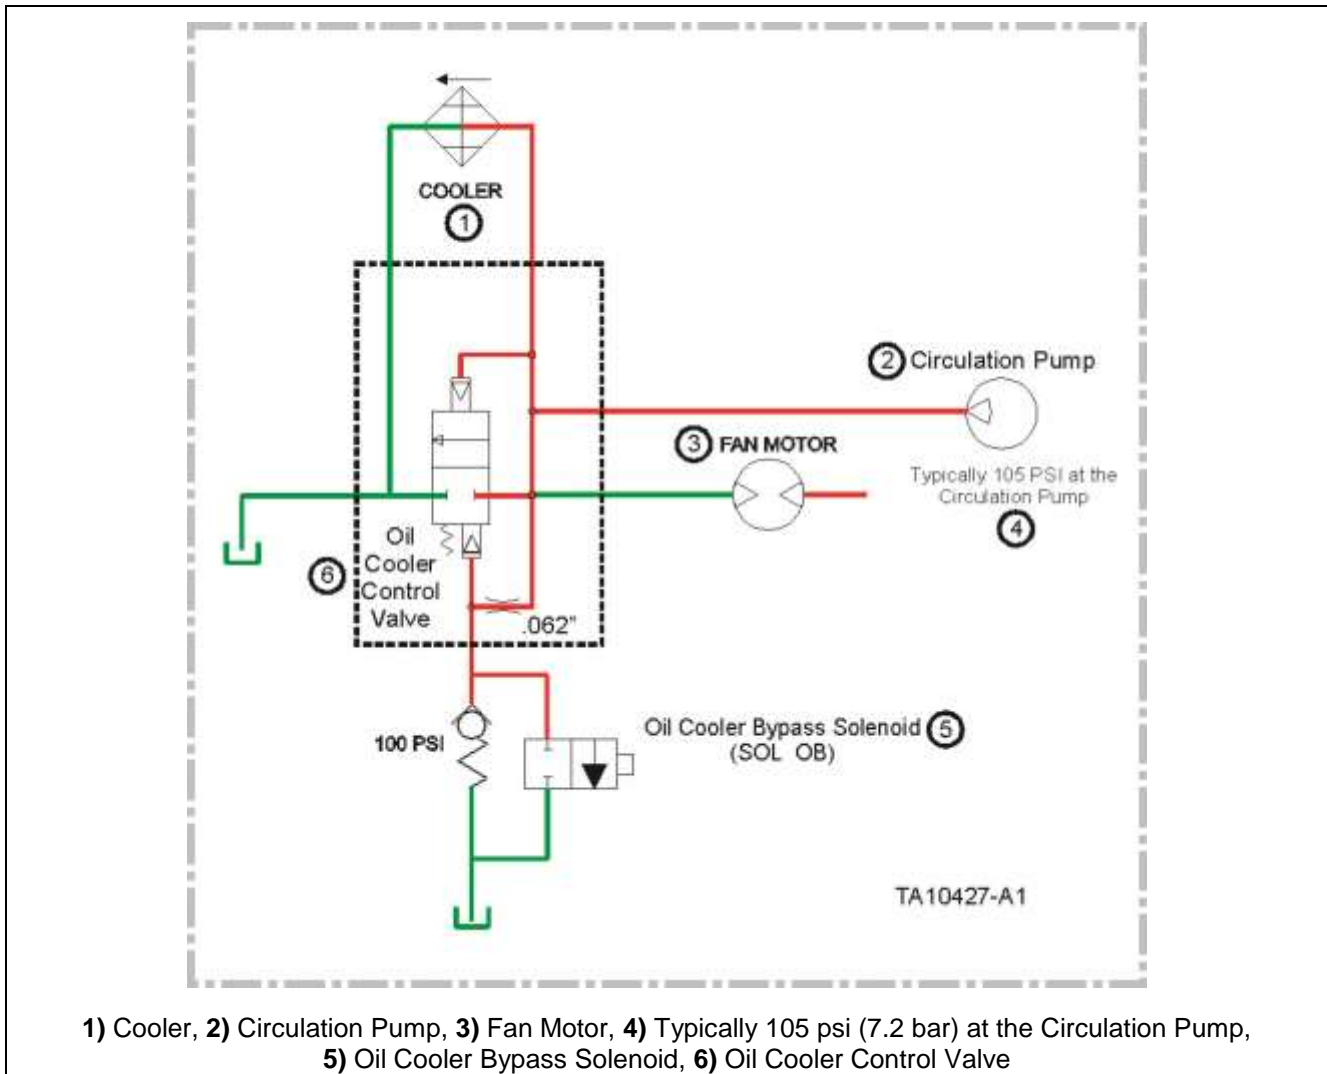 COOLER
1
2 Circulation Pump
3 FAN MOTOR
Typically 105 PSI at the
Circulation Pump
4
Oil
Cooler
Control
Valve
6
.062"
100 PSI
Oil Cooler Bypass Solenoid 5
(SOL OB)
TA10427-A1
1) Cooler, 2) Circulation Pump, 3) Fan Motor, 4) Typically 105 psi (7.2 bar) at the Circulation Pump,
5) Oil Cooler Bypass Solenoid, 6) Oil Cooler Control Valve